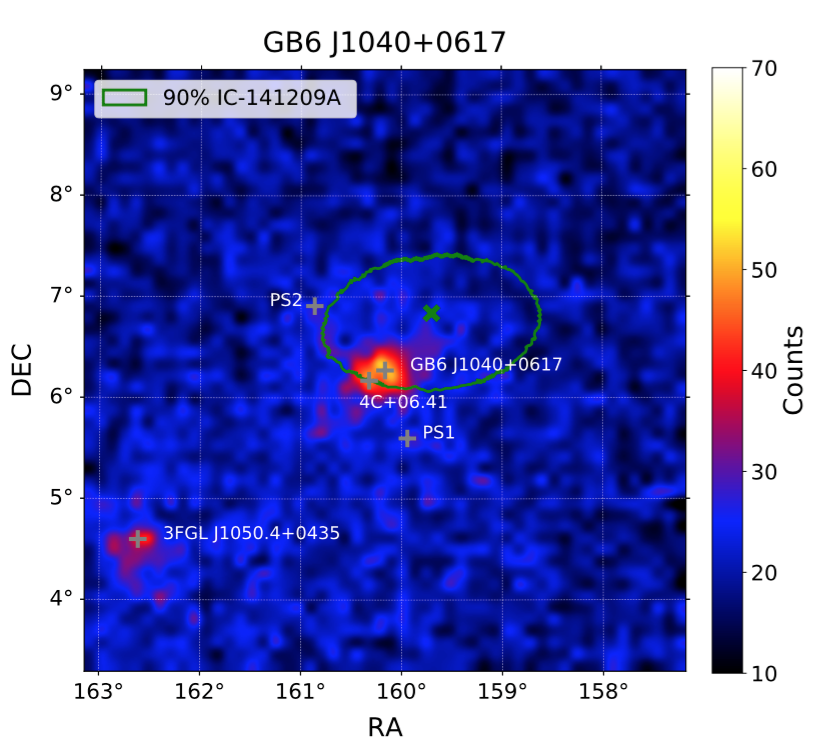 GB6 J1040+0617
90% IC-141209A
70
60
50
40
30
20
10
Counts
9°
8°
7°
6°
5°
4°
DEC
PS2
GB6 J1040+0617
4C+06.41
PS1
3FGL J1050.4+0435
163° 162° 161° 160° 159° 158°
RA